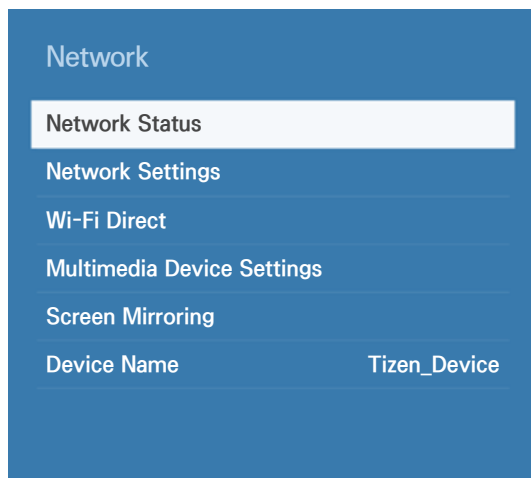 Network
Network Status
Network Settings
Wi-Fi Direct
Multimedia Device Settings
Screen Mirroring
Device Name Tizen_Device